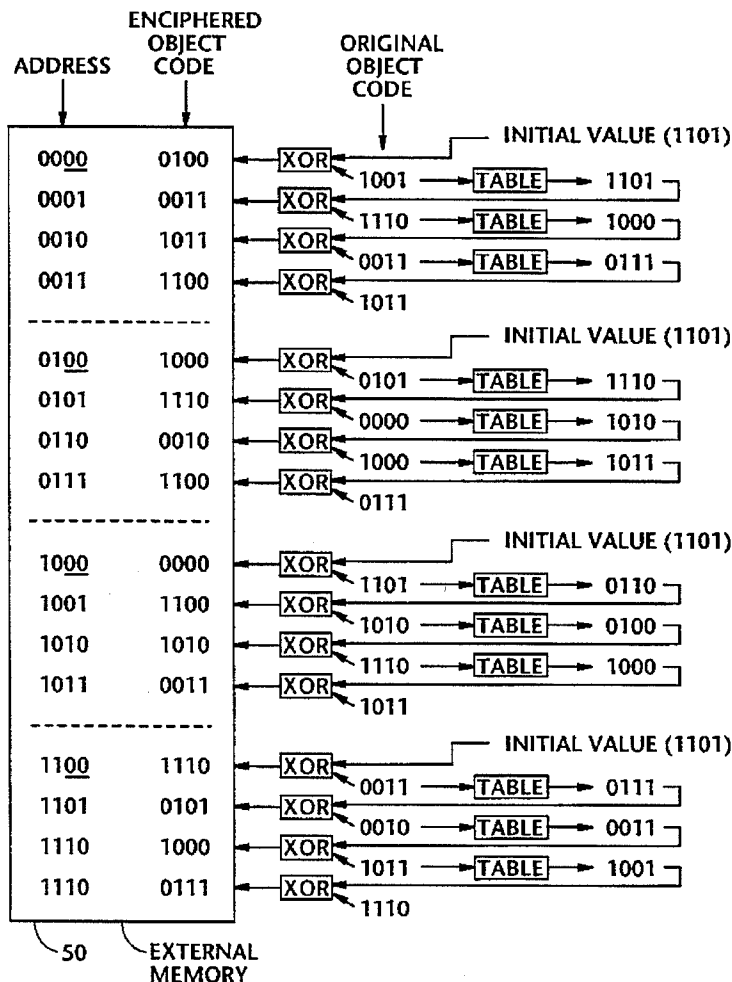 ENCIPHERED
OBJECT
CODE
ADDRESS
ORIGINAL
OBJECT
CODE
INITIAL VALUE (1101)
0000 0100 XOR
1001 TABLE 1101
0001 0011 XOR
1110 TABLE 1000
0010 1011 XOR
0011 TABLE 0111
0011 1100 XOR
1011
INITIAL VALUE (1101)
0100 1000 XOR
0101 TABLE 1110
0101 1110 XOR
0000 TABLE 1010
0110 0010 XOR
1000 TABLE 1011
0111 1100 XOR
0111
INITIAL VALUE (1101)
1000 0000 XOR
1101 TABLE 0110
1001 1100 XOR
1010 TABLE 0100
1010 1010 XOR
1110 TABLE 1000
1011 0011 XOR
1011
INITIAL VALUE (1101)
1100 1110 XOR
0011 TABLE 0111
1101 0101 XOR
0010 TABLE 0011
1110 1000 XOR
1011 TABLE 1001
1110 0111 XOR
1110
50 EXTERNAL
MEMORY